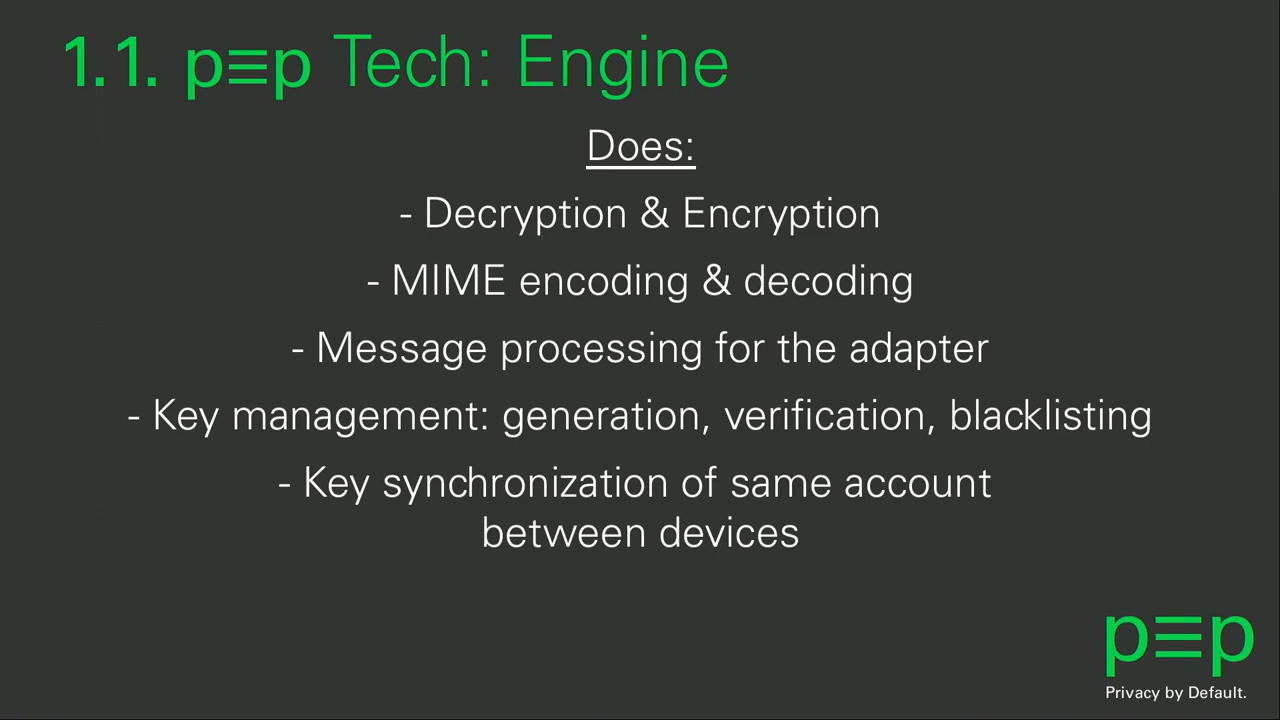 1.1. p≡p Tech: Engine
Does:
- Decryption & Encryption
- MIME encoding & decoding
- Message processing for the adapter
- Key management: generation, verification, blacklisting
- Key synchronization of same account
between devices
p≡p
Privacy by Default.